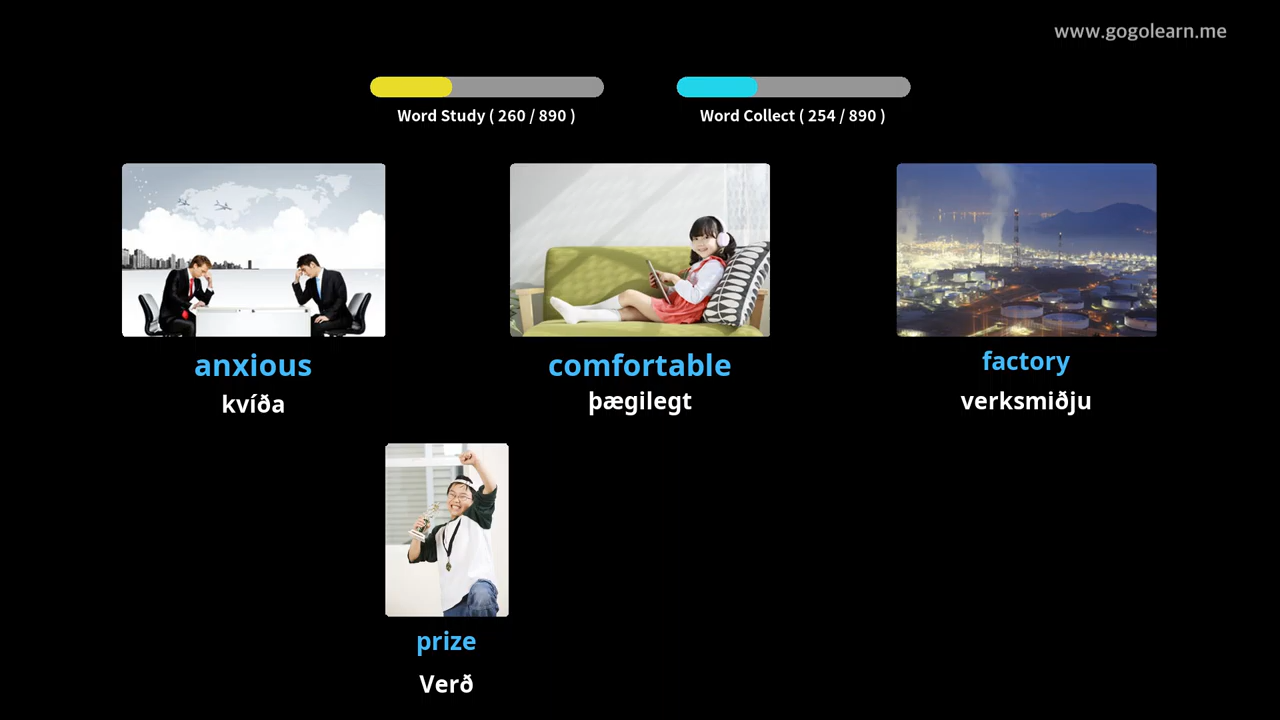 www.gogolearn.me
Word Study ( 260 / 890 )
Word Collect ( 254 / 890 )
anxious
kvíða
comfortable
þægilegt
factory
verksmiðju
prize
Verð